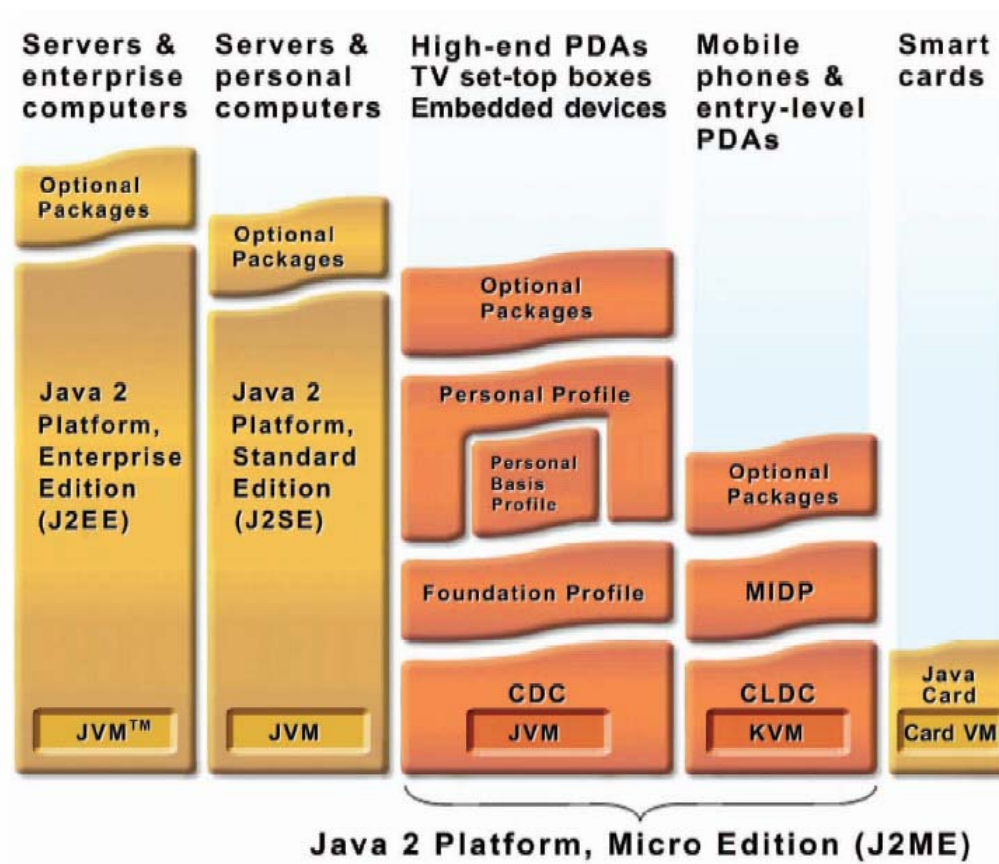 Servers &
enterprise
computers
Servers &
personal
computers
High-end PDAs
TV set-top boxes
Embedded devices
Mobile
phones &
entry-level
PDAs
Smart
cards
Optional
Packages
Java 2
Platform,
Enterprise
Edition
(J2EE)
JVM™
Optional
Packages
Java 2
Platform,
Standard
Edition
(J2SE)
JVM
Optional
Packages
Personal Profile
Personal
Basis
Profile
Foundation Profile
CDC
JVM
Optional
Packages
MIDP
CLDC
KVM
Java
Card
Card VM
Java 2 Platform, Micro Edition (J2ME)